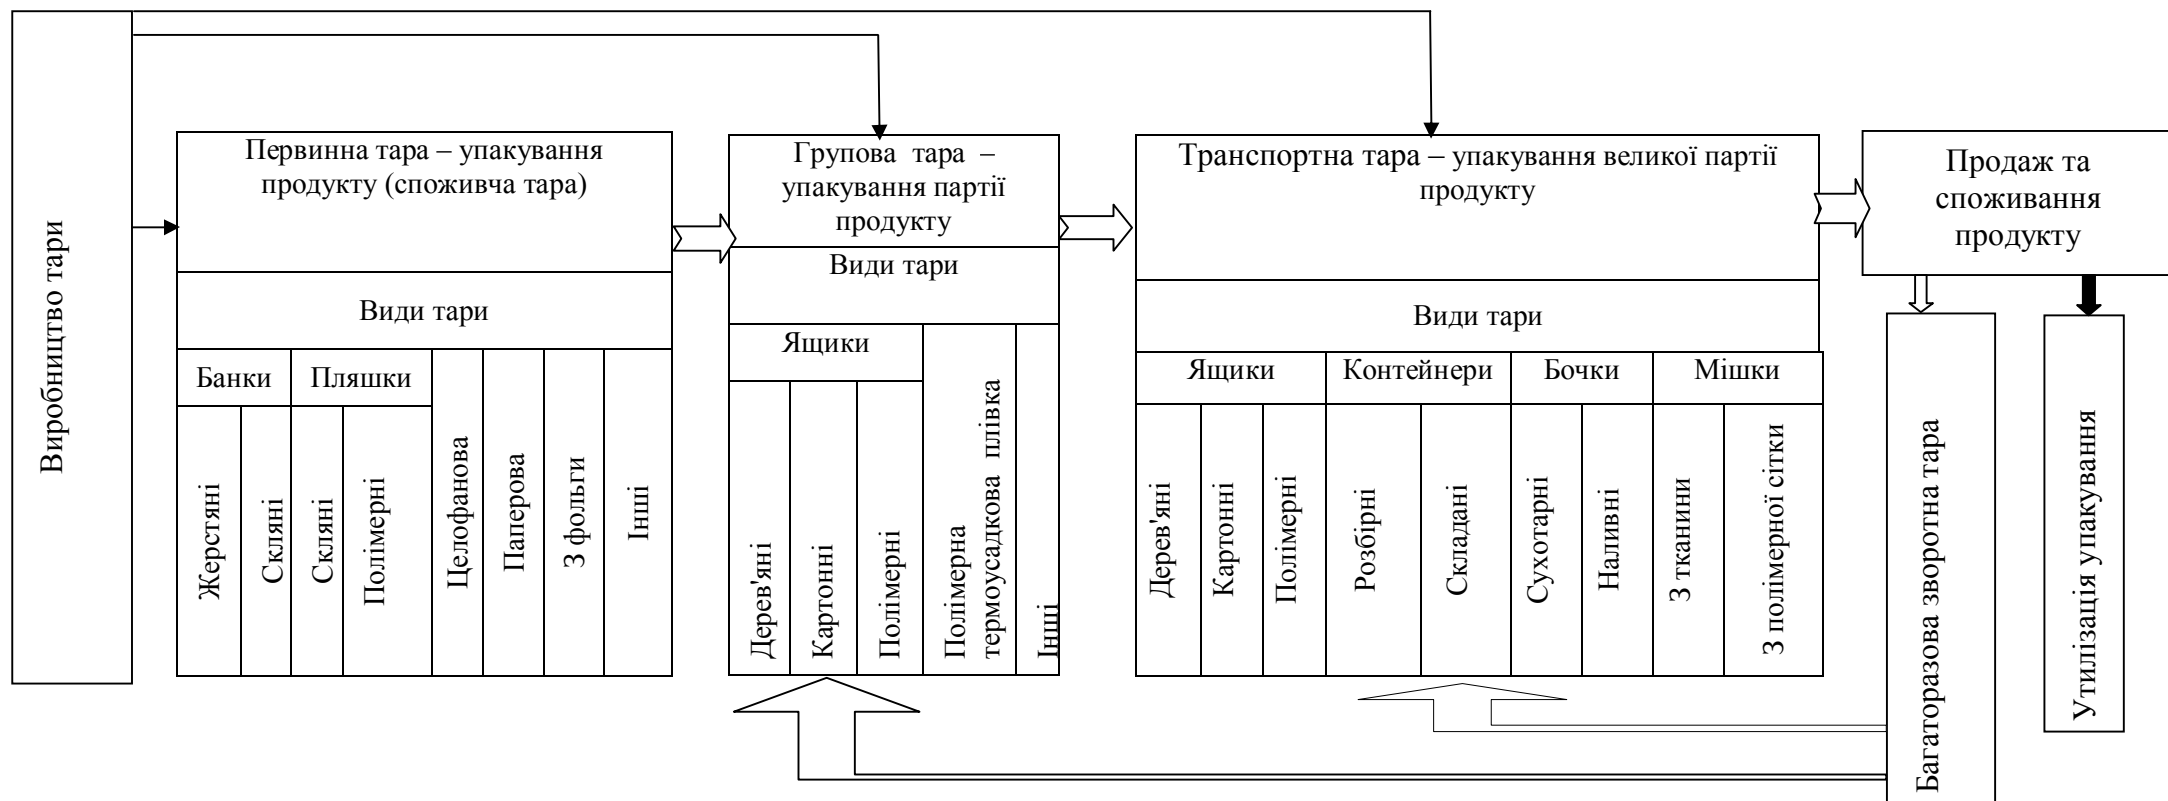 Виробництво тари
Первинна тара – упакування
продукту (споживча тара)
Види тари
Банки
Пляшки
Жерстяні
Скляні
Скляні
Полімерні
Целофанова
Паперова
З фольги
Інші
Групова тара –
упакування партії
продукту
Види тари
Ящики
Дерев'яні
Картонні
Полімерні
Полімерна
термоусадкова плівка
Інші
Транспортна тара – упакування великої партії
продукту
Види тари
Ящики
Контейнери
Бочки
Мішки
Дерев'яні
Картонні
Полімерні
Розбірні
Складані
Сухотарні
Наливні
З тканини
З полімерної сітки
Продаж та
споживання
продукту
Багаторазова зворотна тара
Утилізація упакування